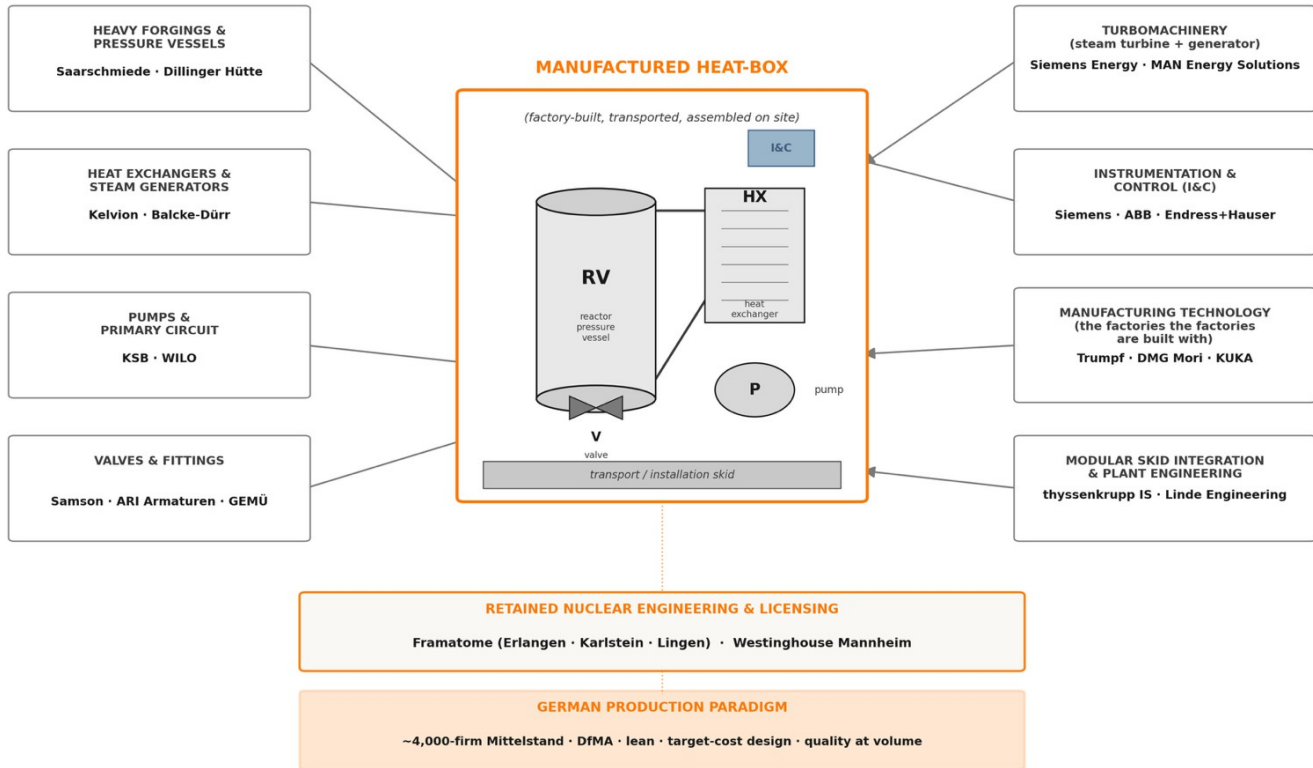 HEAVY FORGINGS &
PRESSURE VESSELS
Saarschmiede · Dillinger Hütte
HEAT EXCHANGERS &
STEAM GENERATORS
Kelvion · Balcke-Dürr
PUMPS &
PRIMARY CIRCUIT
KSB · WILO
VALVES & FITTINGS
Samson · ARI Armaturen · GEMÜ
MANUFACTURED HEAT-BOX
(factory-built, transported, assembled on site)
I&C
HX
heat
exchanger
RV
reactor
pressure
vessel
P
pump
V
valve
transport / installation skid
TURBOMACHINERY
(steam turbine + generator)
Siemens Energy · MAN Energy Solutions
INSTRUMENTATION &
CONTROL (I&C)
Siemens · ABB · Endress+Hauser
MANUFACTURING TECHNOLOGY
(the factories the factories
are built with)
Trumpf · DMG Mori · KUKA
MODULAR SKID INTEGRATION
& PLANT ENGINEERING
thyssenkrupp IS · Linde Engineering
RETAINED NUCLEAR ENGINEERING & LICENSING
Framatome (Erlangen · Karlstein · Lingen) · Westinghouse Mannheim
GERMAN PRODUCTION PARADIGM
~4,000-firm Mittelstand · DfMA · lean · target-cost design · quality at volume